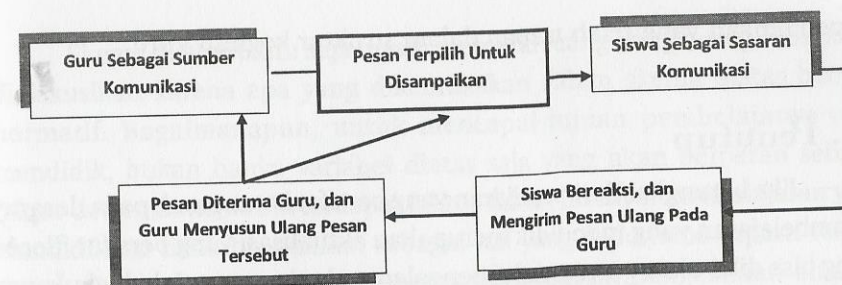 Guru Sebagai Sumber
Komunikasi
Pesan Terpilih Untuk
Disampaikan
Siswa Sebagai Sasaran
Komunikasi
Pesan Diterima Guru, dan
Guru Menyusun Ulang Pesan
Tersebut
Siswa Bereaksi, dan
Mengirim Pesan Ulang Pada
Guru